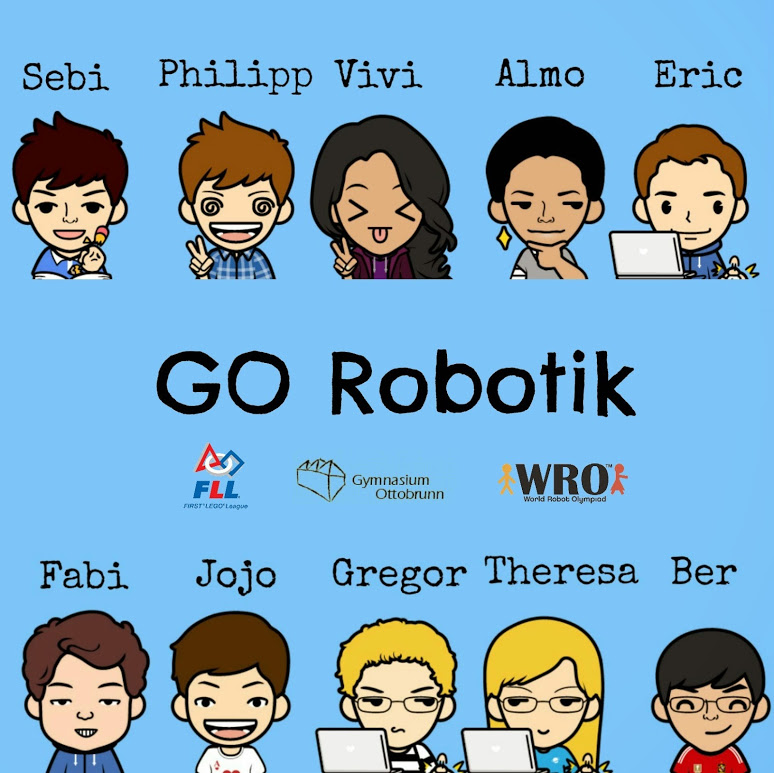 Sebi Philipp Vivi Almo Eric
GO Robotik
FLL
FIRST® LEGO® League
Gymnasium
Ottobrunn
WRO™
World Robot Olympiad
Fabi Jojo Gregor Theresa Ber